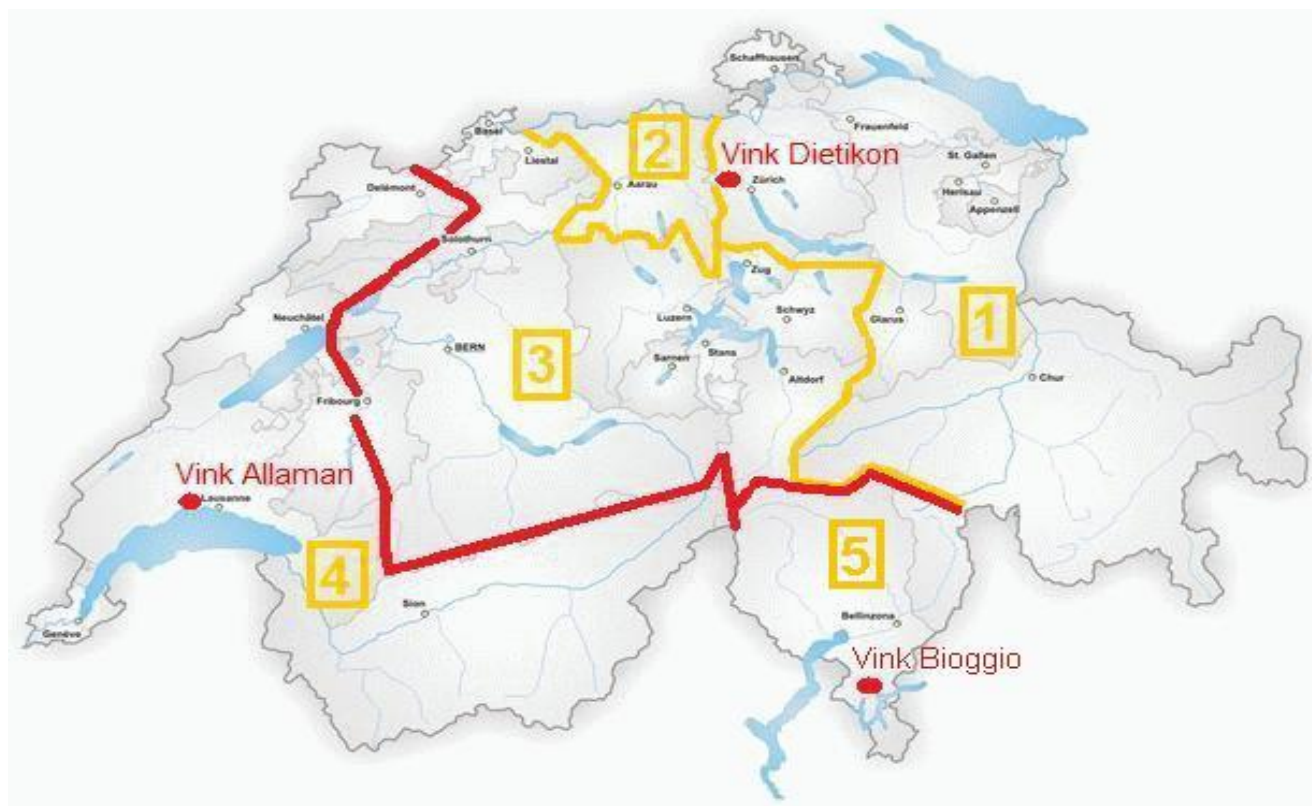 Schaffhausen
Basel
Frauenfeld
2
Vink Dietikon
Liestal
St. Gallen
Delémont
Aarau
Zürich
Herisau
Appenzell
Solothurn
Zug
Neuchâtel
Luzern
Schwyz
Glarus
1
BERN
3
Stans
Sarnen
Altdorf
Chur
Fribourg
Vink Allaman
Lausanne
5
4
Sion
Bellinzona
Genève
Vink Bioggio